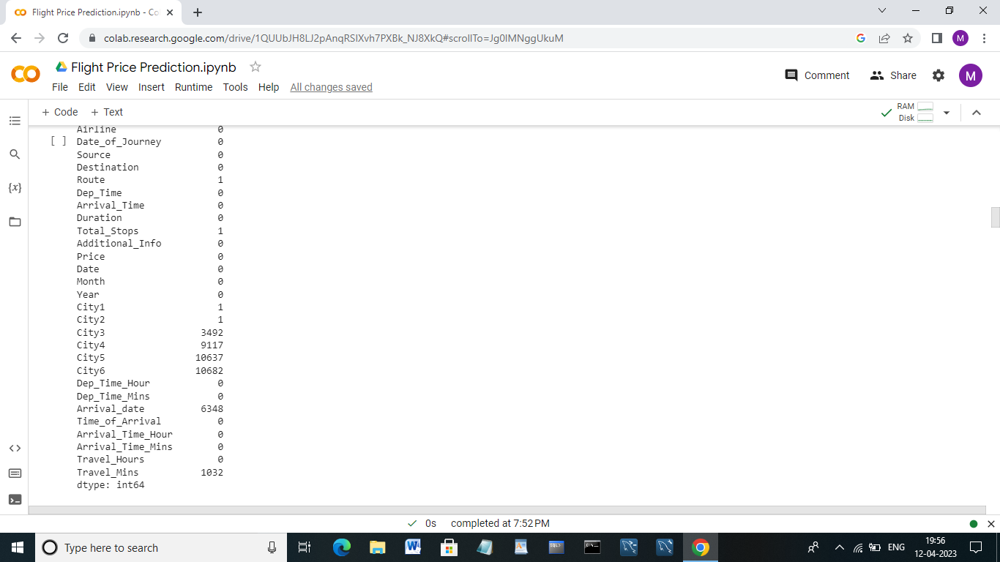 Flight Price Prediction.ipynb - Co
colab.research.google.com/drive/1QUUbJH8LJ2pAnqRSIXvh7PXBk_NJ8XkQ#scrollTo=Jg0lMNggUkuM
M
Flight Price Prediction.ipynb
Comment
Share
M
File Edit View Insert Runtime Tools Help All changes saved
+ Code + Text
RAM
Disk
Airline 0
[ ] Date_of_Journey 0
Source 0
Destination 0
Route 1
{x}
Dep_Time 0
Arrival_Time 0
Duration 0
Total_Stops 1
Additional_Info 0
Price 0
Date 0
Month 0
Year 0
City1 1
City2 1
City3 3492
City4 9117
City5 10637
City6 10682
Dep_Time_Hour 0
Dep_Time_Mins 0
Arrival_date 6348
Time_of_Arrival 0
Arrival_Time_Hour 0
Arrival_Time_Mins 0
Travel_Hours 0
Travel_Mins 1032
dtype: int64
0s completed at 7:52 PM
Type here to search
ENG
19:56
12-04-2023